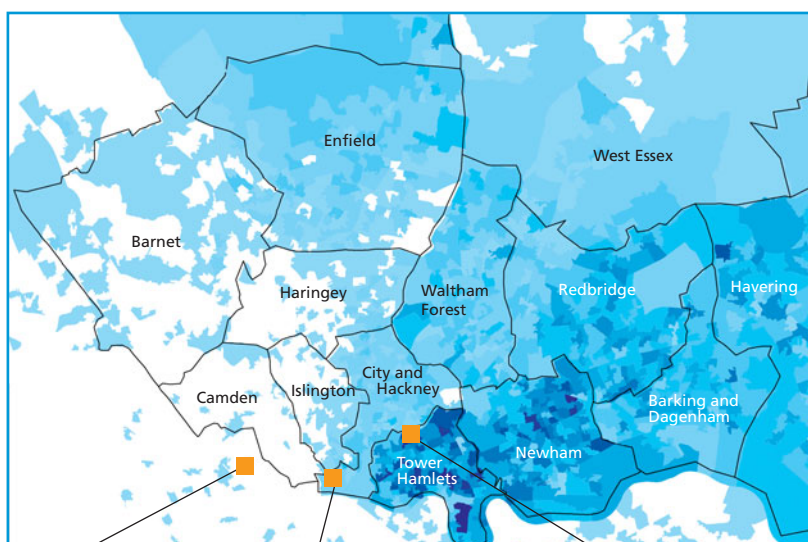 Enfield
West Essex
Barnet
Haringey
Waltham
Forest
Redbridge
Havering
City and
Hackney
Camden
Islington
Barking and
Dagenham
Newham
Tower
Hamlets